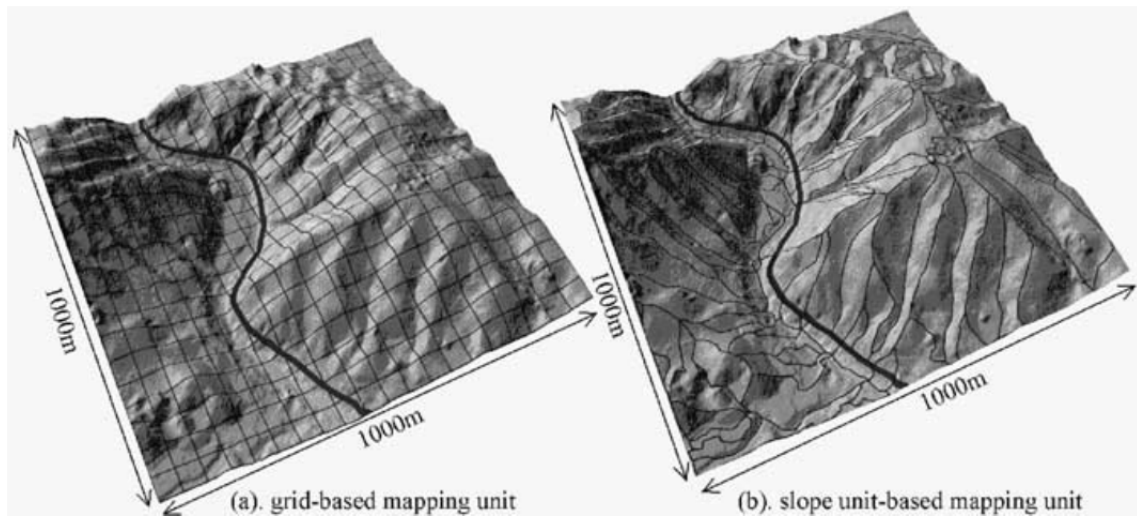 1000m
1000m
(a). grid-based mapping unit
1000m
1000m
(b). slope unit-based mapping unit